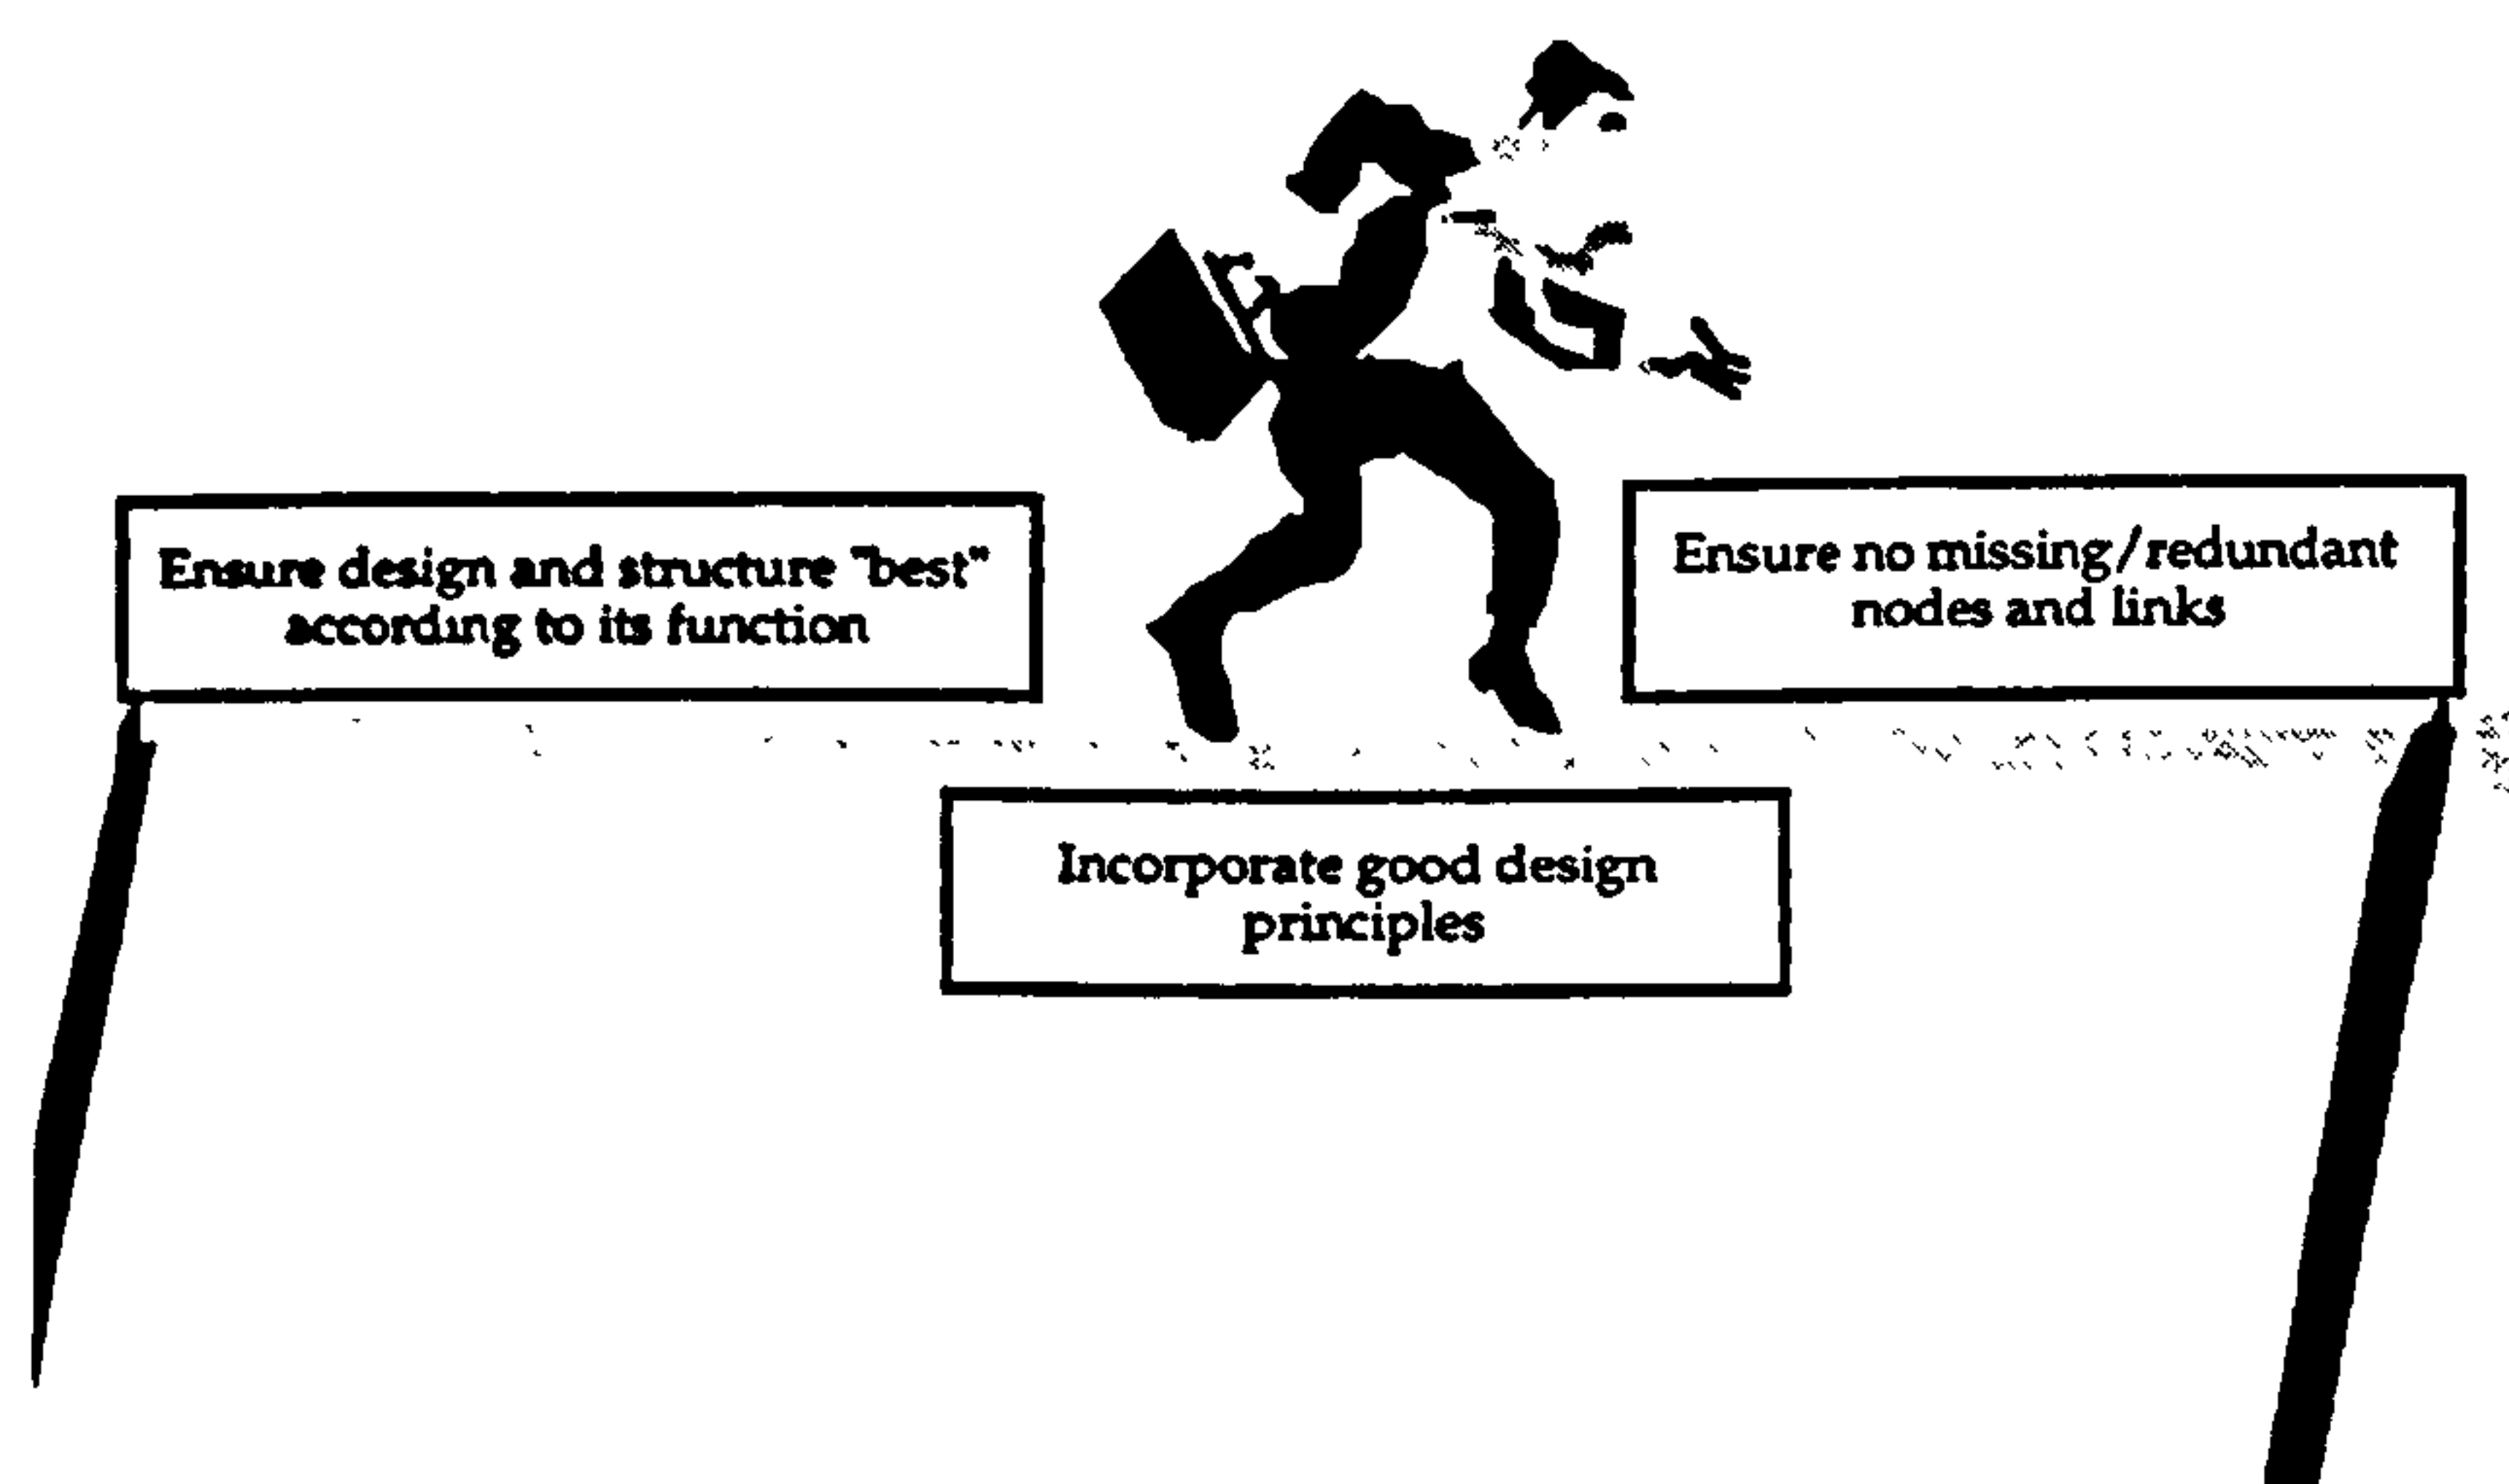 Ensure design and structure "best"
according to its function
Ensure no missing/redundant
nodes and links
Incorporate good design
principles